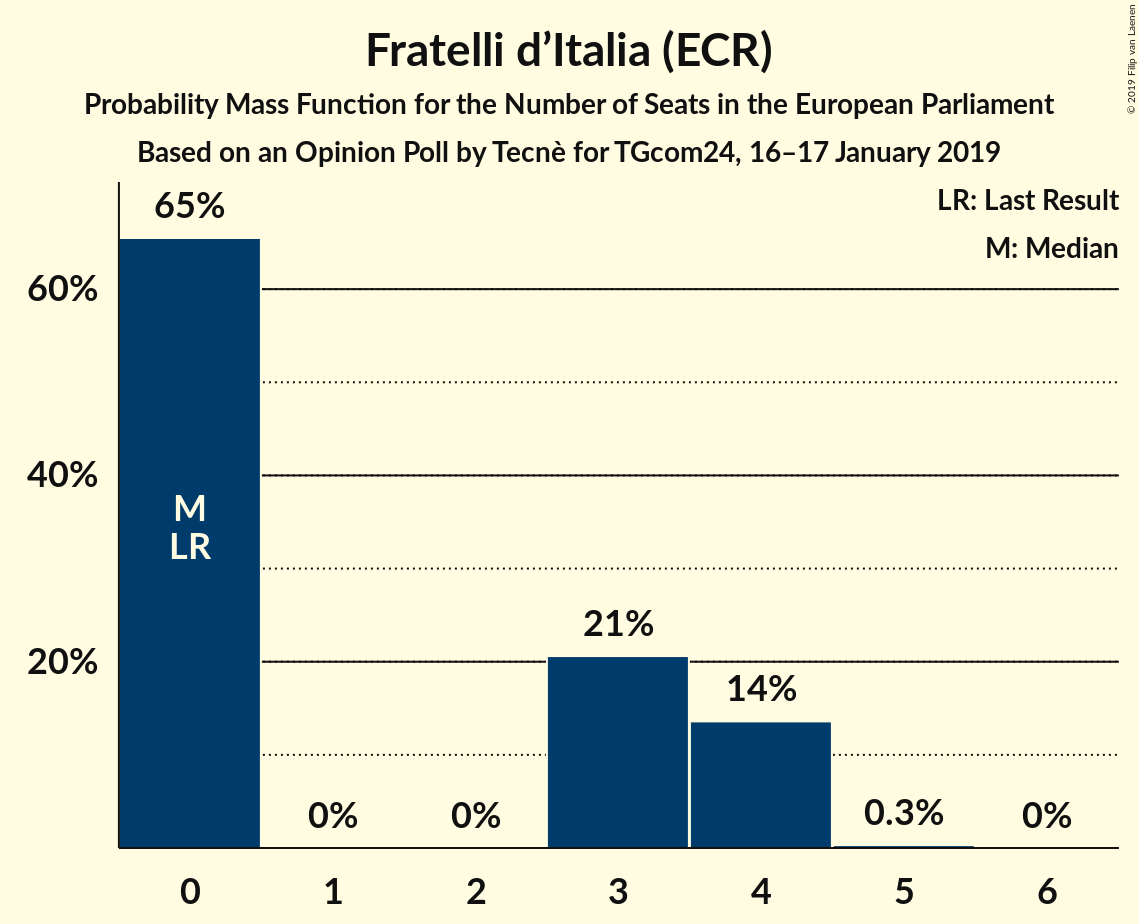 Fratelli d’Italia (ECR)
Probability Mass Function for the Number of Seats in the European Parliament
Based on an Opinion Poll by Tecnè for TGcom24, 16–17 January 2019
© 2019 Filip van Laenen
LR: Last Result
M: Median
65%
60%
40%
20%
M
LR
0%
0%
21%
14%
0.3%
0%
0
1
2
3
4
5
6